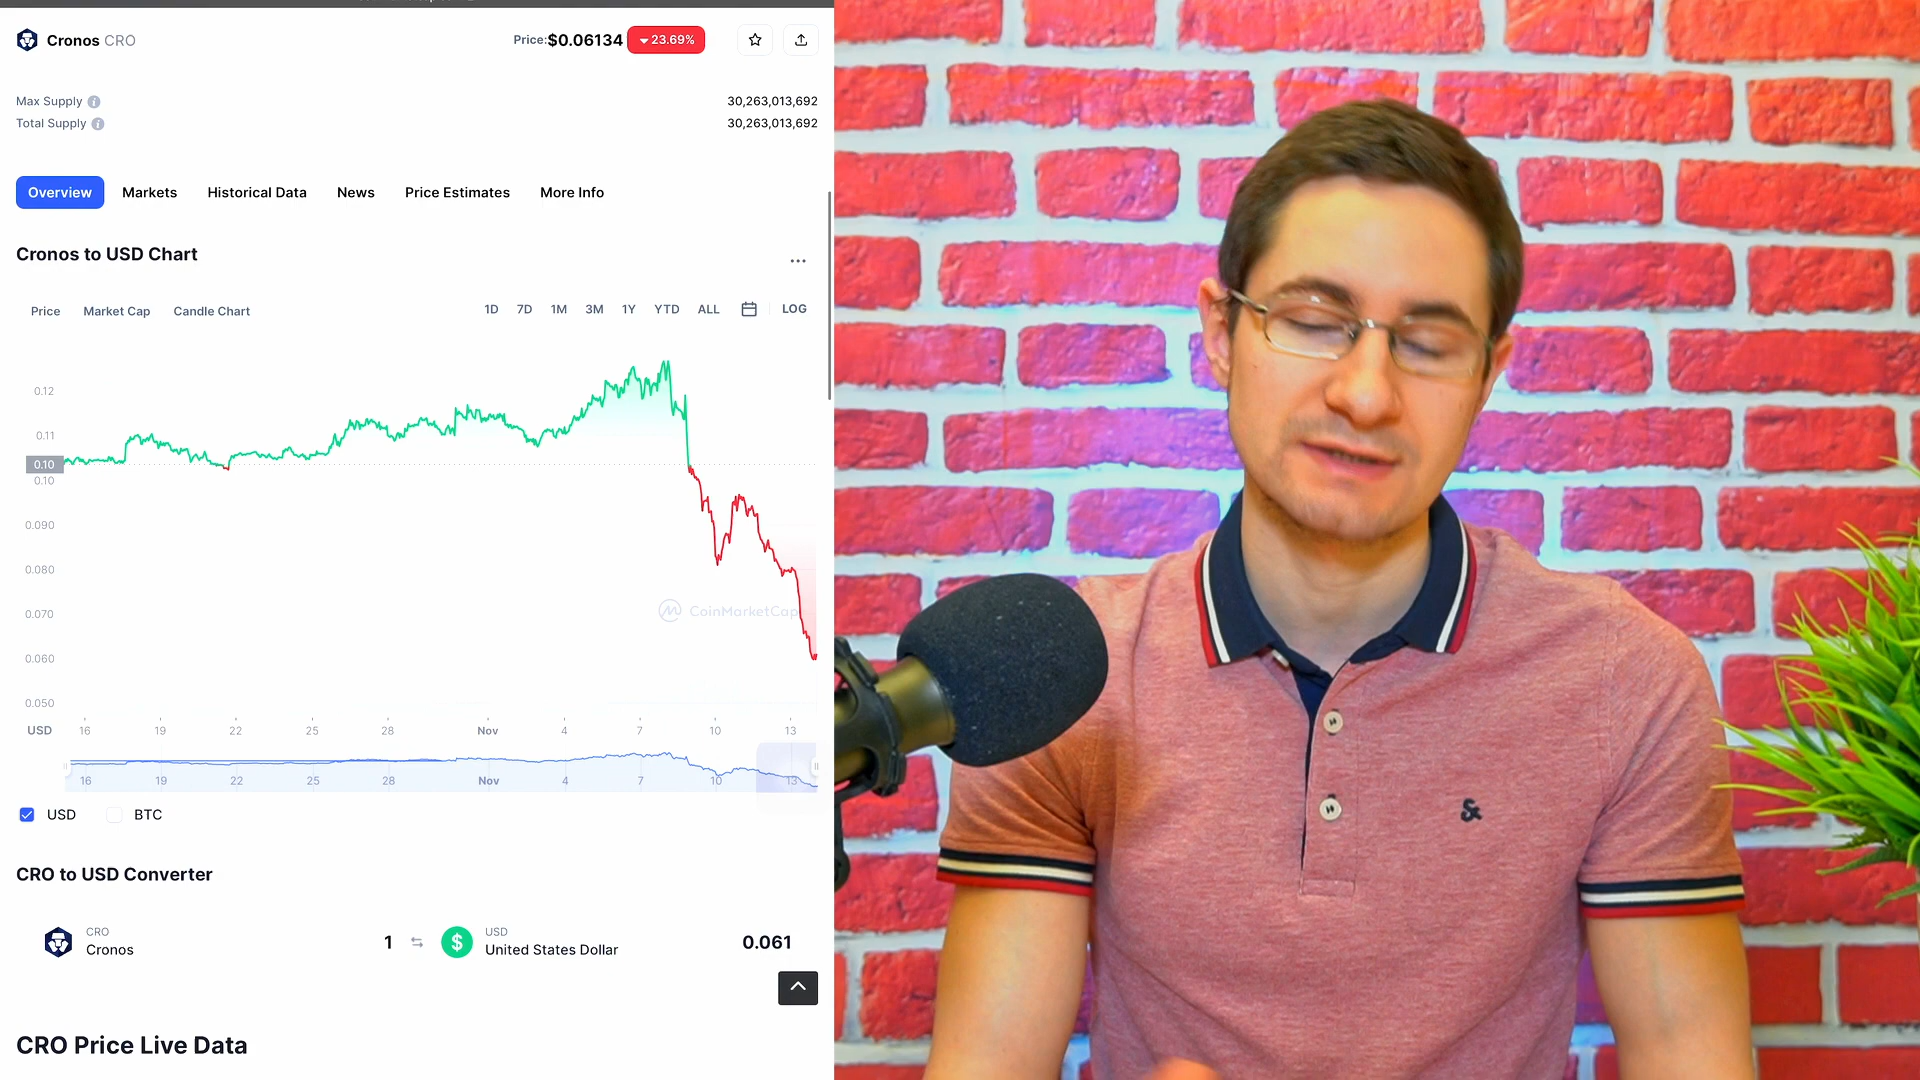 Cronos CRO
Price:$0.06134 23.69%
Max Supply 30,263,013,692
Total Supply 30,263,013,692
Overview Markets Historical Data News Price Estimates More Info
Cronos to USD Chart
Price Market Cap Candle Chart 1D 7D 1M 3M 1Y YTD ALL LOG
0.12
0.11
0.10
0.10
0.090
0.080
0.070
CoinMarketCap
0.060
0.050
USD 16 19 22 25 28 Nov 4 7 10 13
16 19 22 25 28 Nov 4 7 10 13
USD BTC
CRO to USD Converter
CRO
Cronos
1
USD
United States Dollar
0.061
CRO Price Live Data